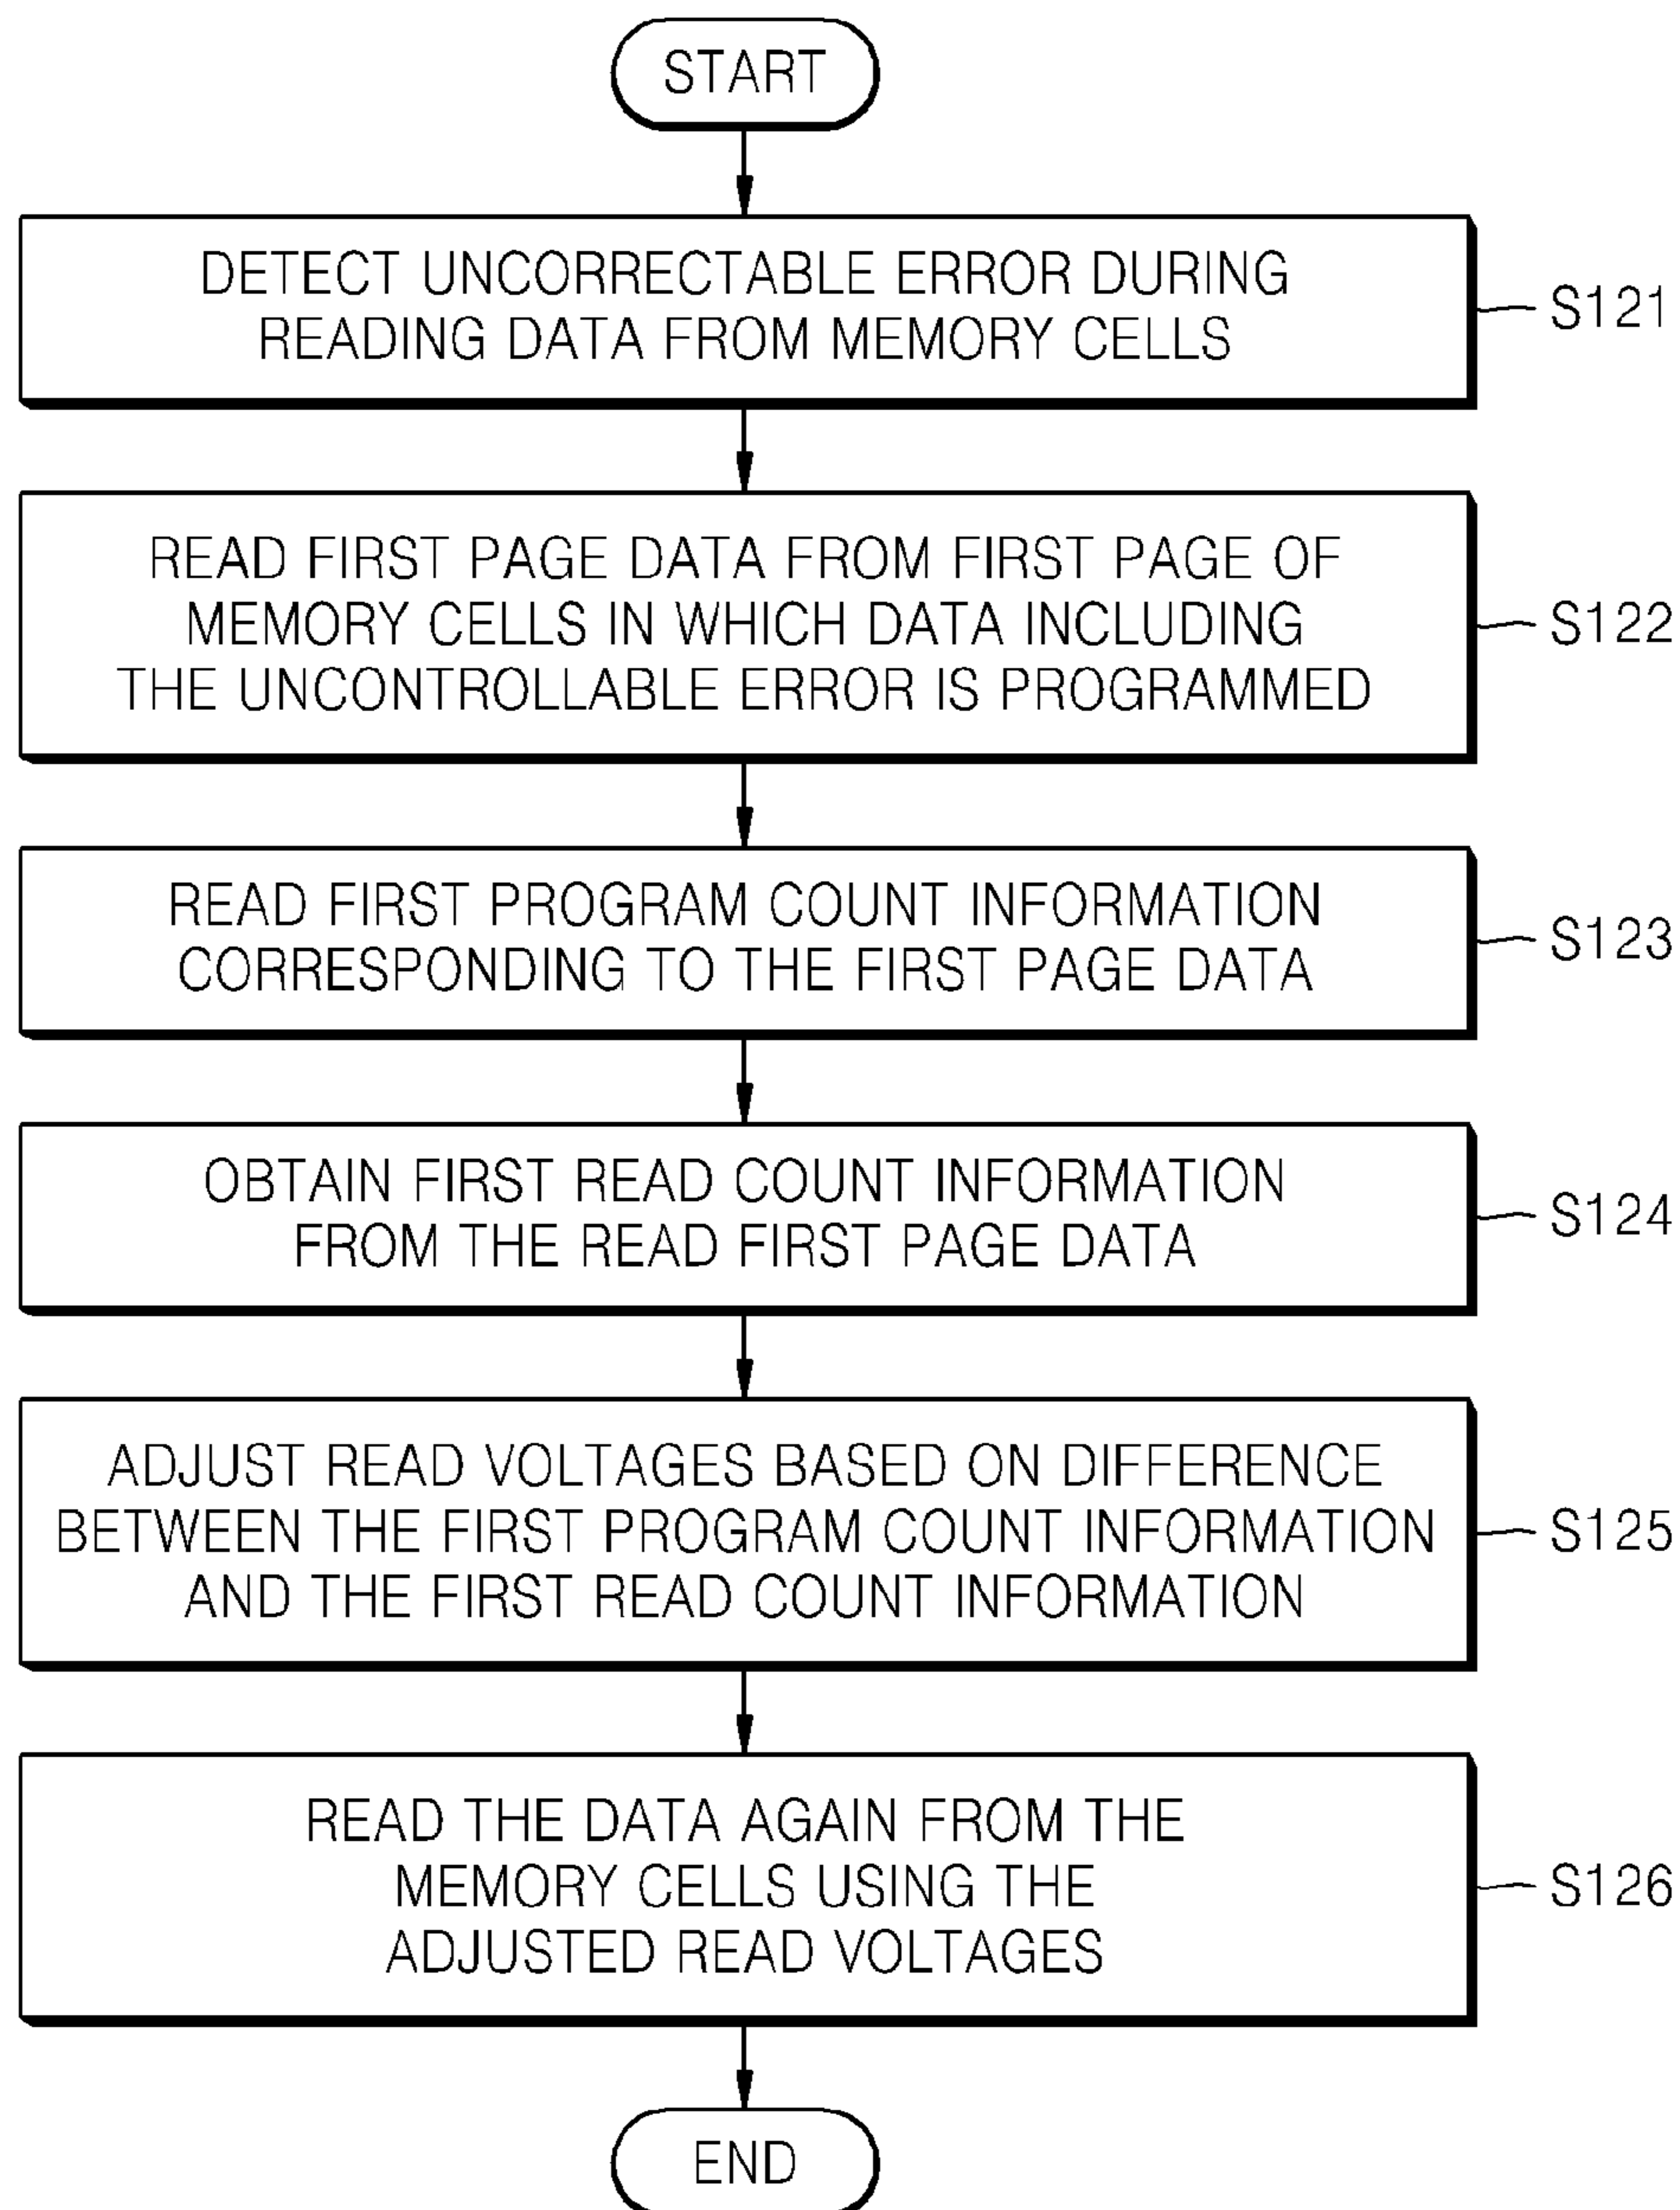 START
DETECT UNCORRECTABLE ERROR DURING
READING DATA FROM MEMORY CELLS
S121
READ FIRST PAGE DATA FROM FIRST PAGE OF
MEMORY CELLS IN WHICH DATA INCLUDING
THE UNCONTROLLABLE ERROR IS PROGRAMMED
S122
READ FIRST PROGRAM COUNT INFORMATION
CORRESPONDING TO THE FIRST PAGE DATA
S123
OBTAIN FIRST READ COUNT INFORMATION
FROM THE READ FIRST PAGE DATA
S124
ADJUST READ VOLTAGES BASED ON DIFFERENCE
BETWEEN THE FIRST PROGRAM COUNT INFORMATION
AND THE FIRST READ COUNT INFORMATION
S125
READ THE DATA AGAIN FROM THE
MEMORY CELLS USING THE
ADJUSTED READ VOLTAGES
S126
END